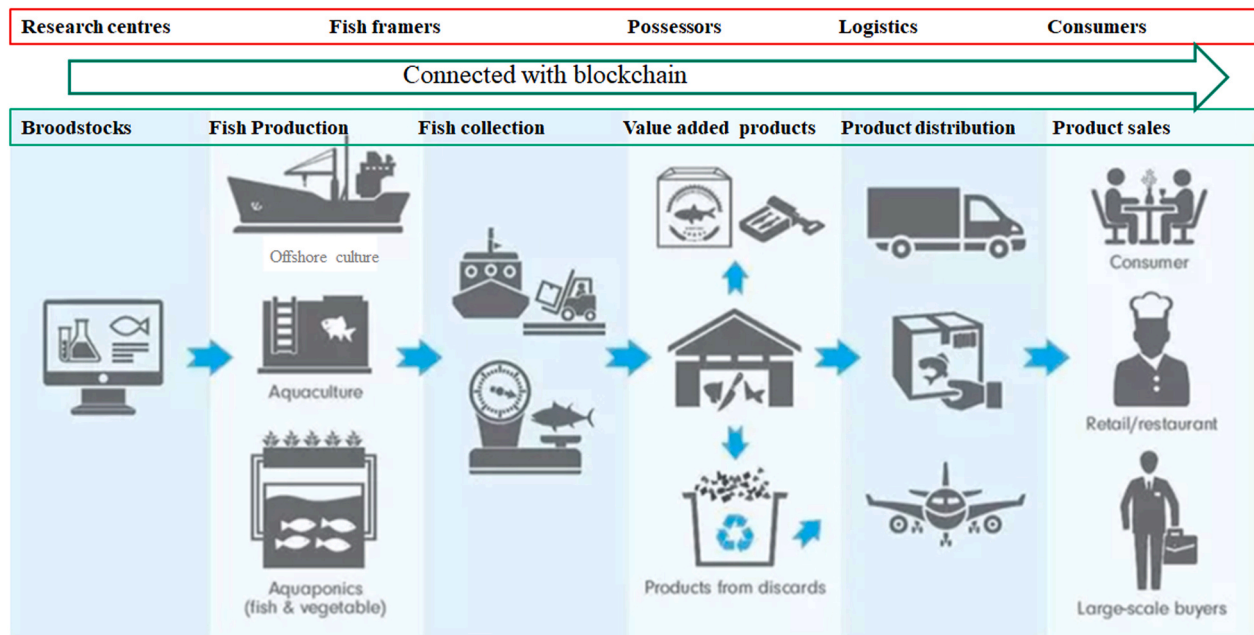 Research centres Fish framers Possessors Logistics Consumers
Connected with blockchain
Broodstocks Fish Production Fish collection Value added products Product distribution Product sales
Offshore culture
Consumer
Aquaculture
Retail/restaurant
Aquaponics
(fish & vegetable)
Products from discards
Large-scale buyers